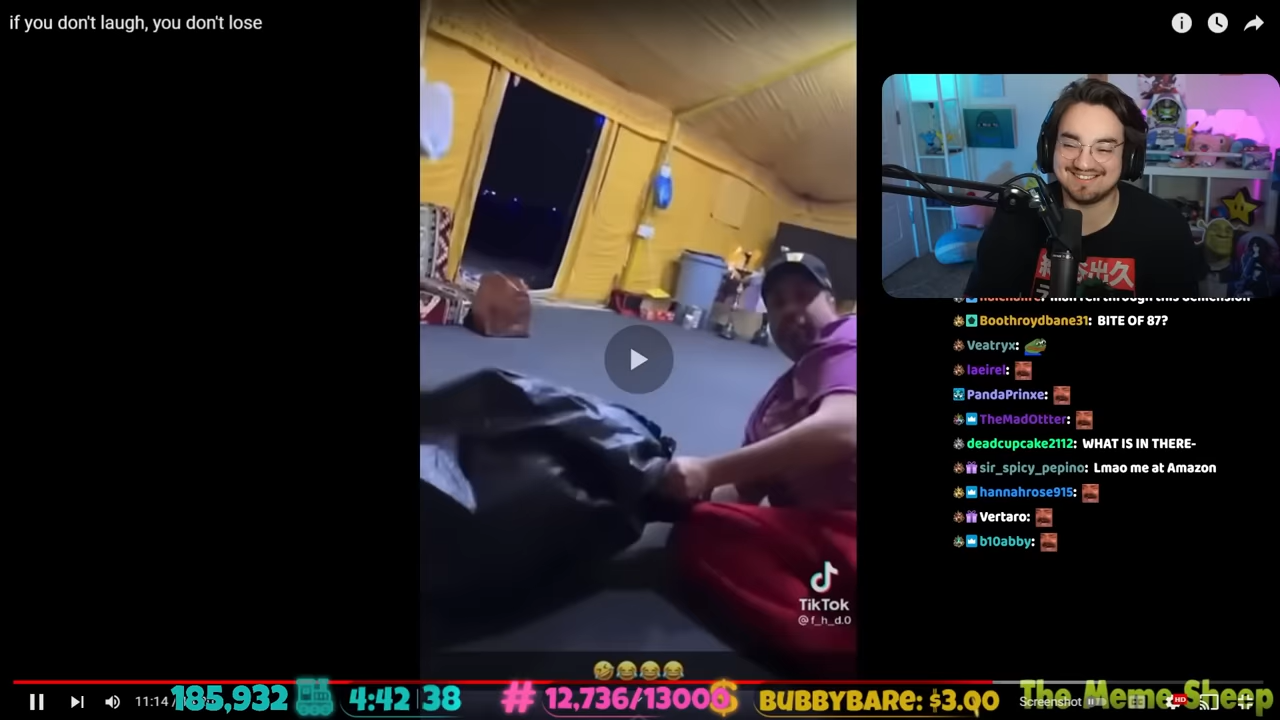 if you don't laugh, you don't lose
Boothroydbane31: BITE OF 87?
Veatryx:
laeirel:
PandaPrinxe:
TheMadOttter:
deadcupcake2112: WHAT IS IN THERE-
sir_spicy_pepino: Lmao me at Amazon
hannahrose915:
Vertaro:
b10abby:
TikTok
@f_h_d.0
11:14 /
185,932
4:42 | 38
# 12,736/13000
$ BUBBYBARE: $3.00
The Meme Sheep
Screenshot
HD